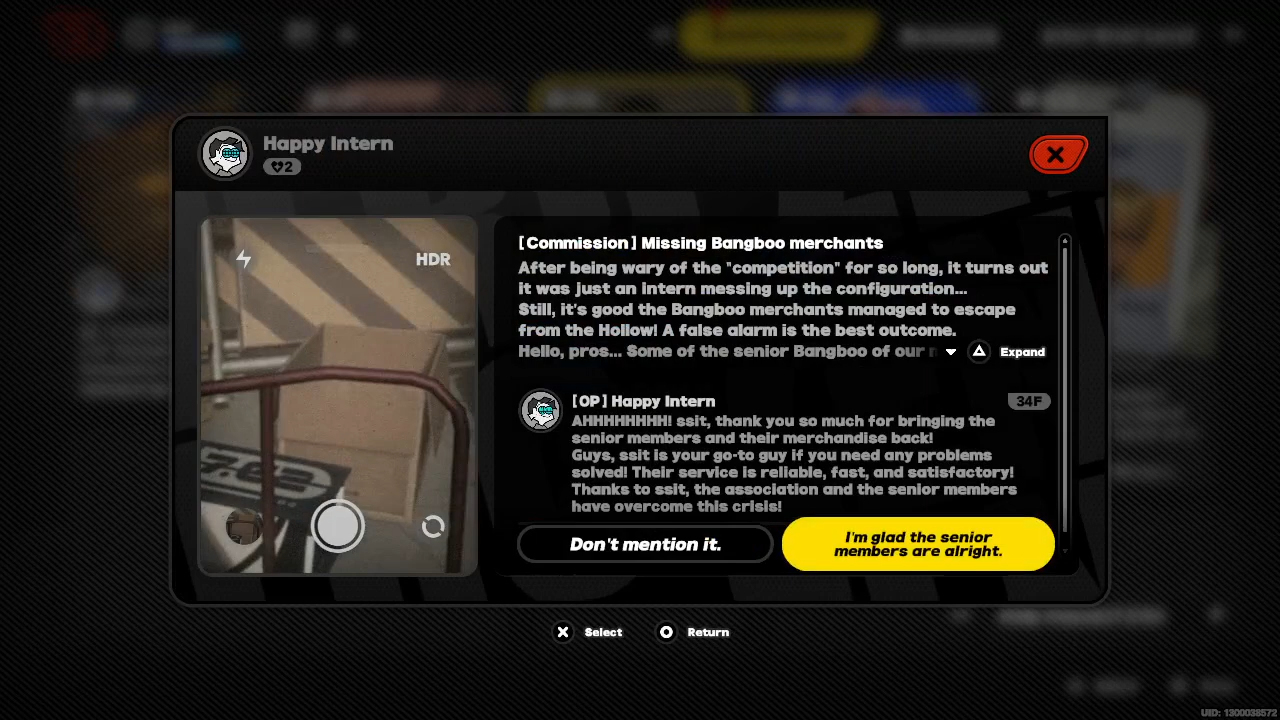 Happy Intern
2
HDR
7.62
[Commission] Missing Bangboo merchants
After being wary of the "competition" for so long, it turns out
it was just an intern messing up the configuration...
Still, it's good the Bangboo merchants managed to escape
from the Hollow! A false alarm is the best outcome.
Hello, pros... Some of the senior Bangboo of our
Expand
[OP] Happy Intern
34F
AHHHHHHHH! ssit, thank you so much for bringing the
senior members and their merchandise back!
Guys, ssit is your go-to guy if you need any problems
solved! Their service is reliable, fast, and satisfactory!
Thanks to ssit, the association and the senior members
have overcome this crisis!
Don't mention it.
I'm glad the senior
members are alright.
Select
Return
UID: 1300038572